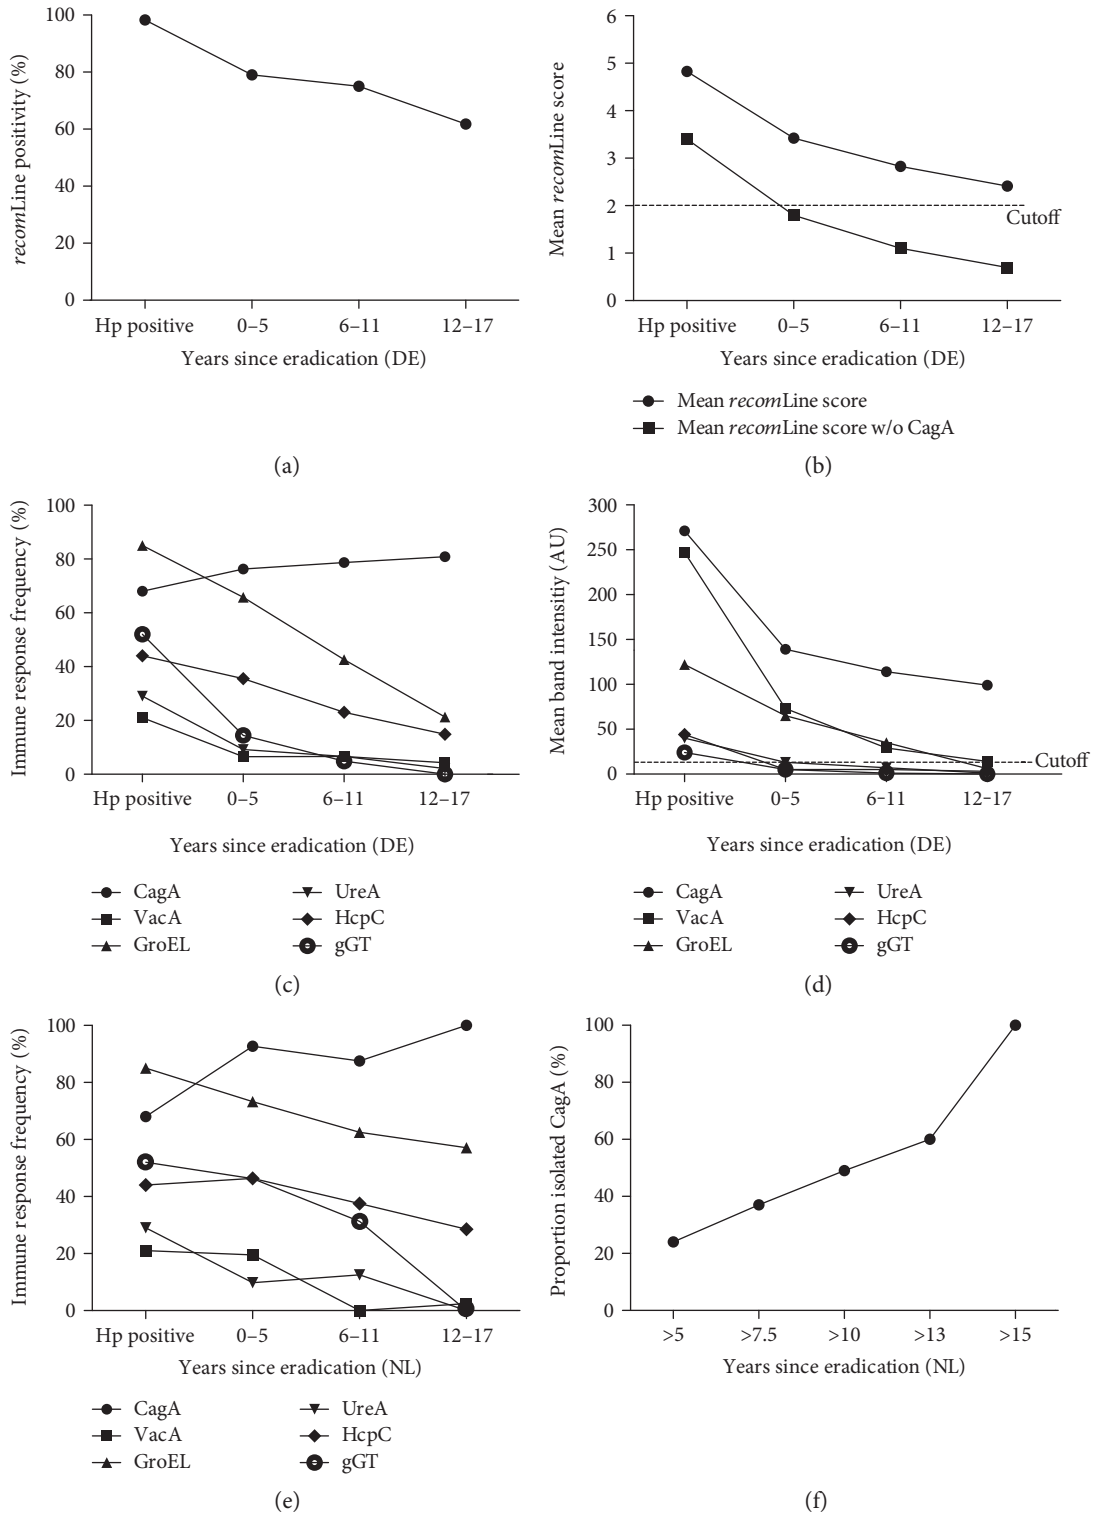 recomLine positivity (%)
100
80
60
40
20
0
Hp positive 0–5 6–11 12–17
Years since eradication (DE)
(a)
Mean recomLine score
6
5
4
3
2
1
0
Cutoff
Hp positive 0–5 6–11 12–17
Years since eradication (DE)
Mean recomLine score
Mean recomLine score w/o CagA
(b)
Immune response frequency (%)
100
80
60
40
20
0
Hp positive 0–5 6–11 12–17
Years since eradication (DE)
CagA UreA
VacA HcpC
GroEL gGT
(c)
Mean band intensitiy (AU)
300
250
200
150
100
50
0
Cutoff
Hp positive 0–5 6–11 12–17
Years since eradication (DE)
CagA UreA
VacA HcpC
GroEL gGT
(d)
Immune response frequency (%)
100
80
60
40
20
0
Hp positive 0–5 6–11 12–17
Years since eradication (NL)
CagA UreA
VacA HcpC
GroEL gGT
(e)
Proportion isolated CagA (%)
100
80
60
40
20
0
>5 >7.5 >10 >13 >15
Years since eradication (NL)
(f)